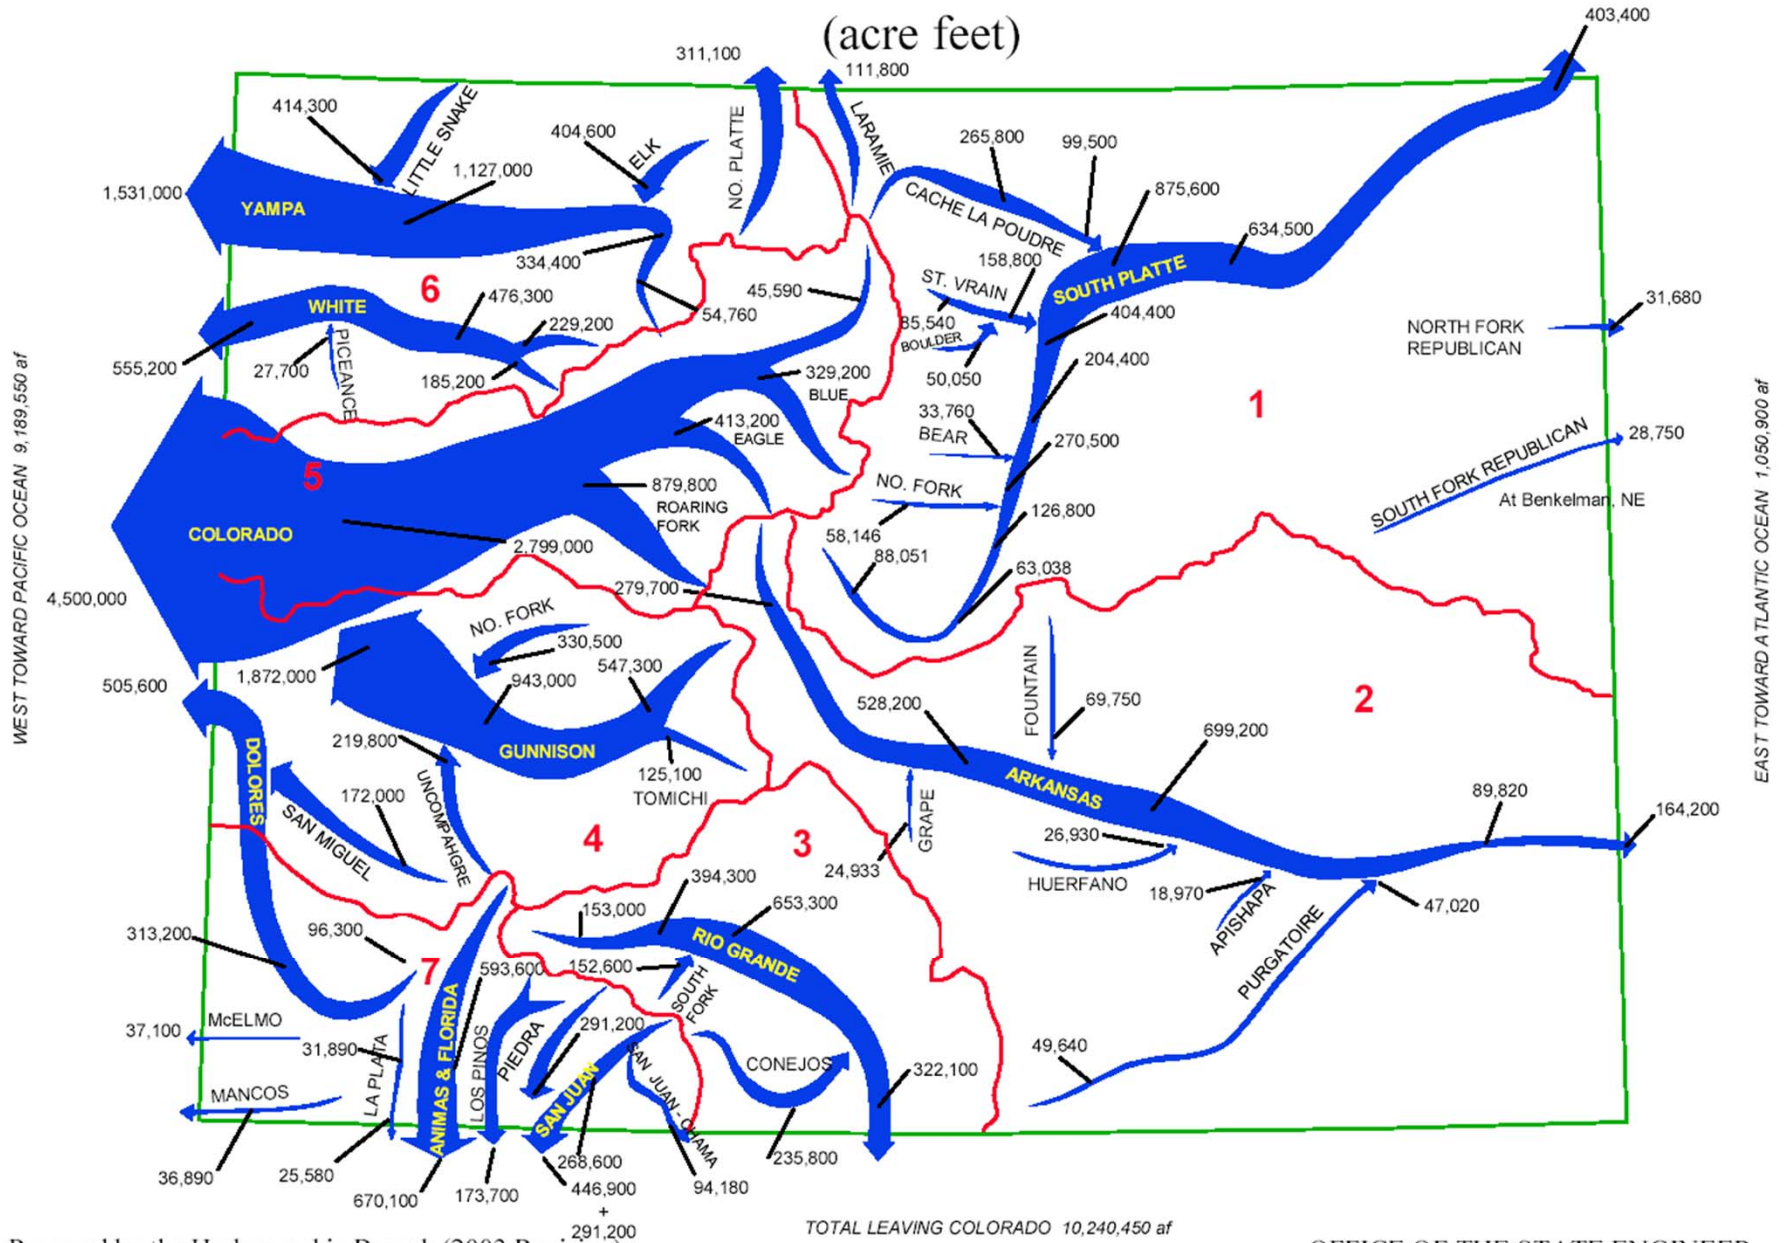 (acre feet)
403,400
311,100
111,800
414,300
LITTLE SNAKE
404,600
ELK
NO. PLATTE
LARAMIE
265,800
99,500
1,127,000
CACHE LA POUDRE
875,600
1,531,000
YAMPA
634,500
334,400
158,800
SOUTH PLATTE
6
45,590
ST. VRAIN
WHITE
476,300
54,760
85,540
404,400
31,680
229,200
BOULDER
NORTH FORK
REPUBLICAN
555,200
27,700
PICEANCE
185,200
329,200
BLUE
50,050
204,400
1
413,200
EAGLE
33,760
BEAR
270,500
28,750
SOUTH FORK REPUBLICAN
5
879,800
ROARING
FORK
NO. FORK
At Benkelman, NE
126,800
COLORADO
2,799,000
58,146
88,051
63,038
4,500,000
279,700
WEST TOWARD PACIFIC OCEAN 9,189,550 af
EAST TOWARD ATLANTIC OCEAN 1,050,900 af
NO. FORK
330,500
547,300
1,872,000
943,000
505,600
FOUNTAIN
69,750
2
528,200
699,200
219,800
GUNNISON
DOLORES
125,100
TOMICHI
ARKANSAS
172,000
UNCOMPAHGRE
SAN MIGUEL
89,820
164,200
4
3
GRAPE
26,930
24,933
HUERFANO
18,970
APISHAPA
47,020
394,300
153,000
653,300
PURGATOIRE
313,200
96,300
7
593,600
152,600
RIO GRANDE
SOUTH
FORK
McELMO
37,100
31,890
LA PLATA
ANIMAS & FLORIDA
LOS PINOS
PIEDRA
291,200
SAN JUAN
SAN JUAN - CHAMA
CONEJOS
49,640
322,100
MANCOS
36,890
25,580
670,100
173,700
268,600
446,900
+
291,200
94,180
235,800
TOTAL LEAVING COLORADO 10,240,450 af